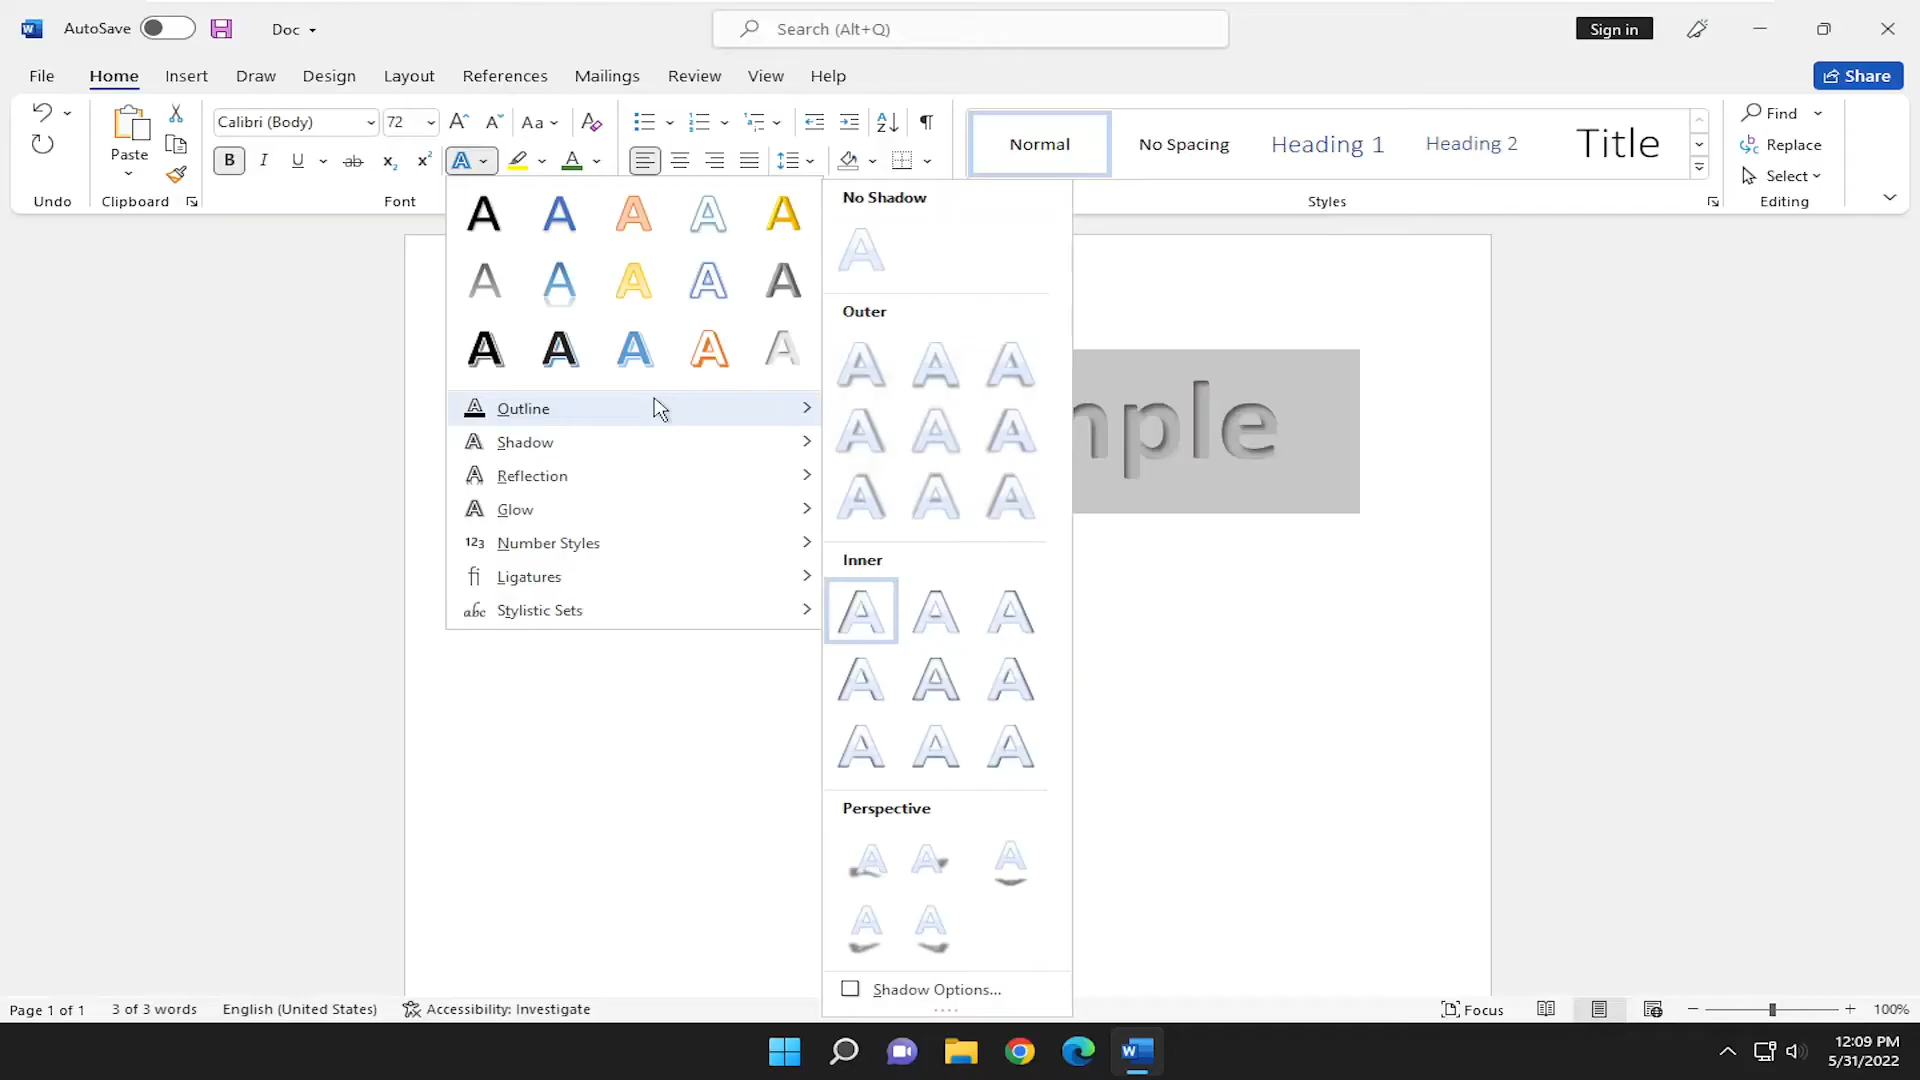 AutoSave
Doc
Search (Alt+Q)
Sign in
File Home Insert Draw Design Layout References Mailings Review View Help
Share
Calibri (Body) 72
Aa
Paste
B I U ab x₂ x² A A
Normal No Spacing Heading 1 Heading 2 Title
Find
Replace
Select
Undo Clipboard Font Styles Editing
A A A A A
A A A A A
A A A A A
Outline
Shadow
Reflection
Glow
123 Number Styles
fi Ligatures
abc Stylistic Sets
No Shadow
A
Outer
A A A
A A A
A A A
Inner
A A A
A A A
A A A
Perspective
A A A
A A
Shadow Options...
mple
Page 1 of 1 3 of 3 words English (United States) Accessibility: Investigate
Focus
100%
12:09 PM
5/31/2022